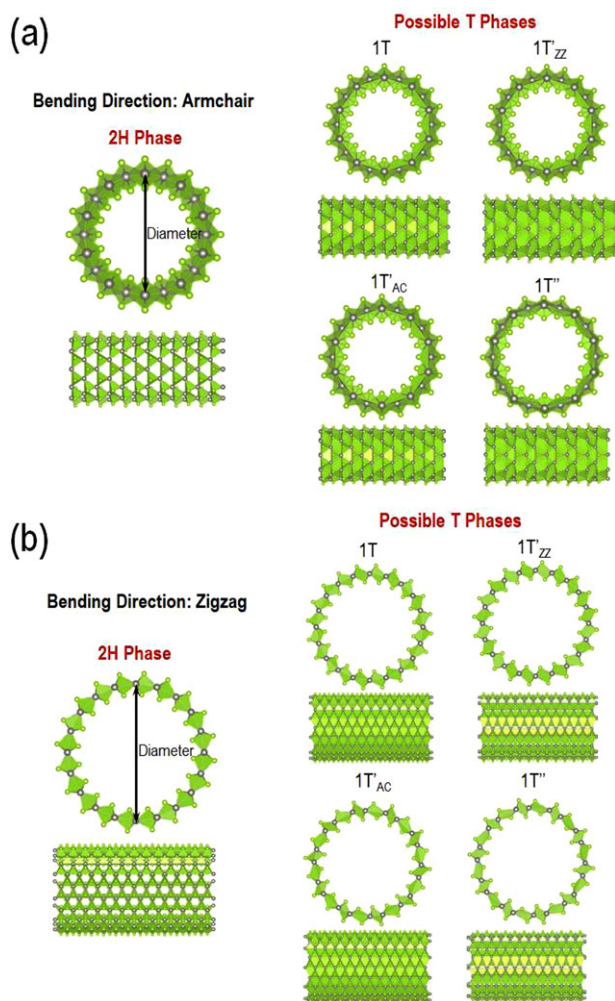 (a)
Possible T Phases
1T
1T'ZZ
Bending Direction: Armchair
2H Phase
Diameter
1T'AC
1T''
(b)
Possible T Phases
1T
1T'ZZ
Bending Direction: Zigzag
2H Phase
Diameter
1T'AC
1T''